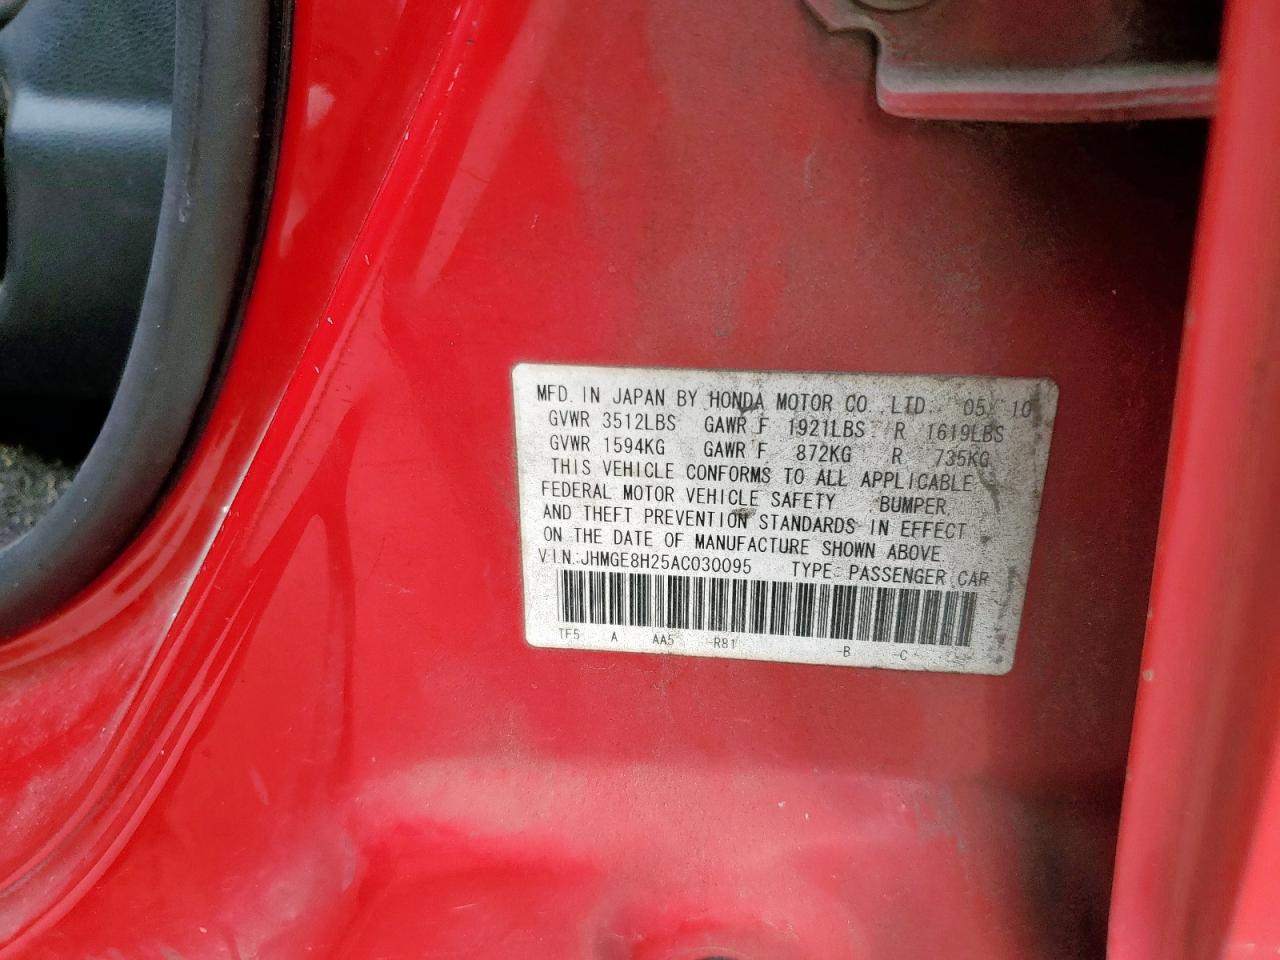 MFD. IN JAPAN BY HONDA MOTOR CO., LTD. 05/10
GVWR 3512LBS GAWR F 1921LBS R 1619LBS
GVWR 1594KG GAWR F 872KG R 735KG
THIS VEHICLE CONFORMS TO ALL APPLICABLE
FEDERAL MOTOR VEHICLE SAFETY BUMPER
AND THEFT PREVENTION STANDARDS IN EFFECT
ON THE DATE OF MANUFACTURE SHOWN ABOVE
V.I.N.:JHMGE8H25AC030095 TYPE: PASSENGER CAR
TF5 A AA5 -R81 -B -C